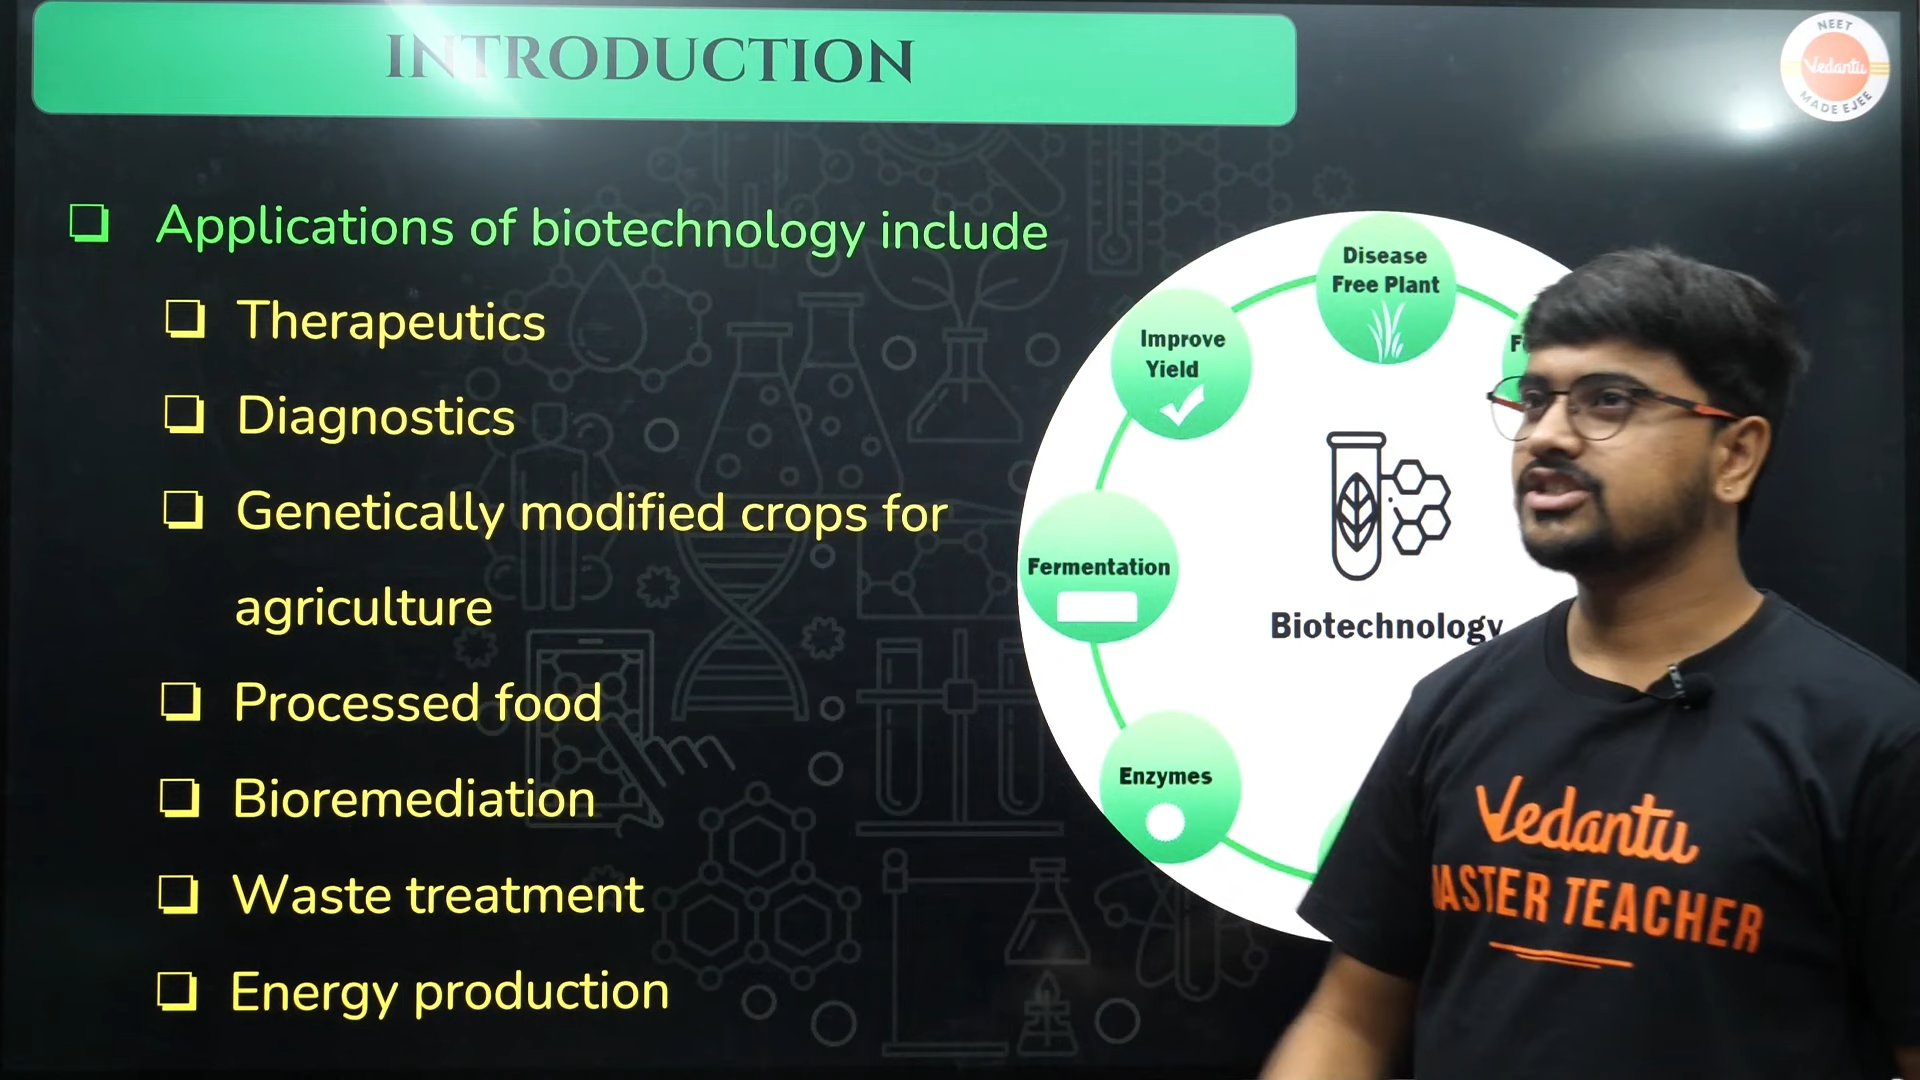 INTRODUCTION
NEET
Vedantu
MADE EJEE
Applications of biotechnology include
Therapeutics
Diagnostics
Genetically modified crops for
agriculture
Processed food
Bioremediation
Waste treatment
Energy production
Disease
Free Plant
Improve
Yield
Fermentation
Enzymes
Biotechnology
Vedantu
MASTER TEACHER